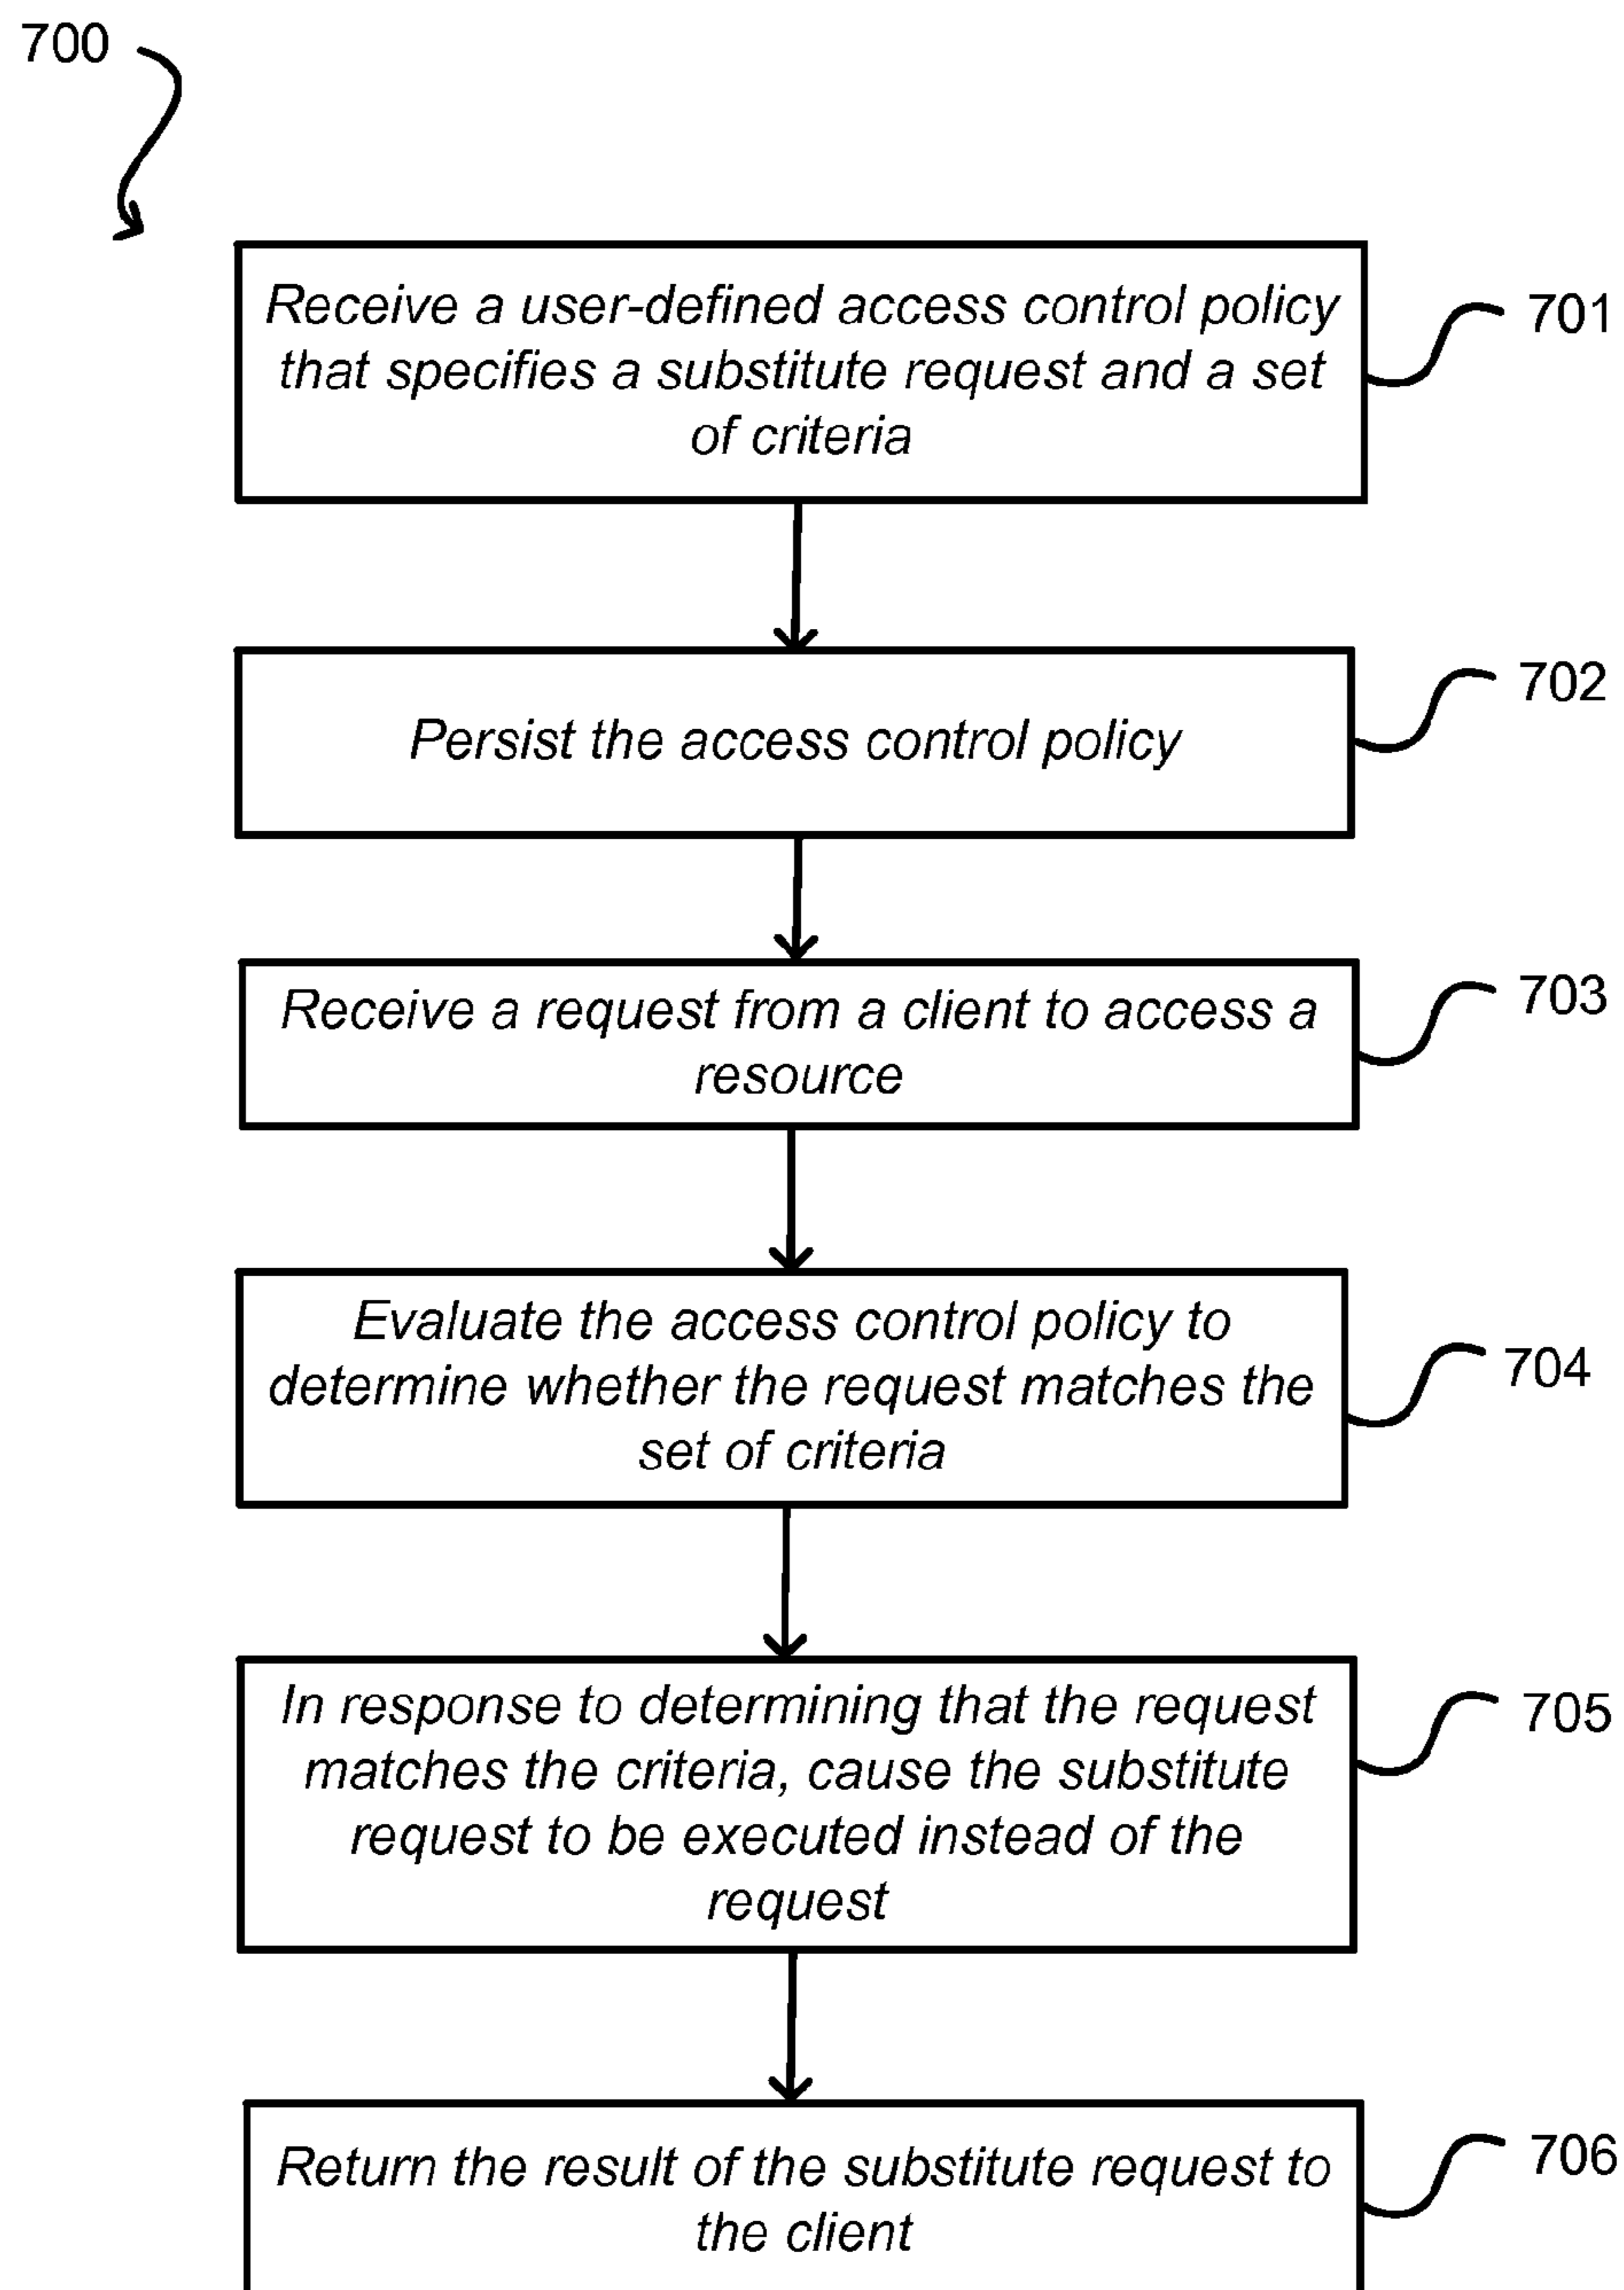 700
Receive a user-defined access control policy
that specifies a substitute request and a set
of criteria
701
Persist the access control policy
702
Receive a request from a client to access a
resource
703
Evaluate the access control policy to
determine whether the request matches the
set of criteria
704
In response to determining that the request
matches the criteria, cause the substitute
request to be executed instead of the
request
705
Return the result of the substitute request to
the client
706